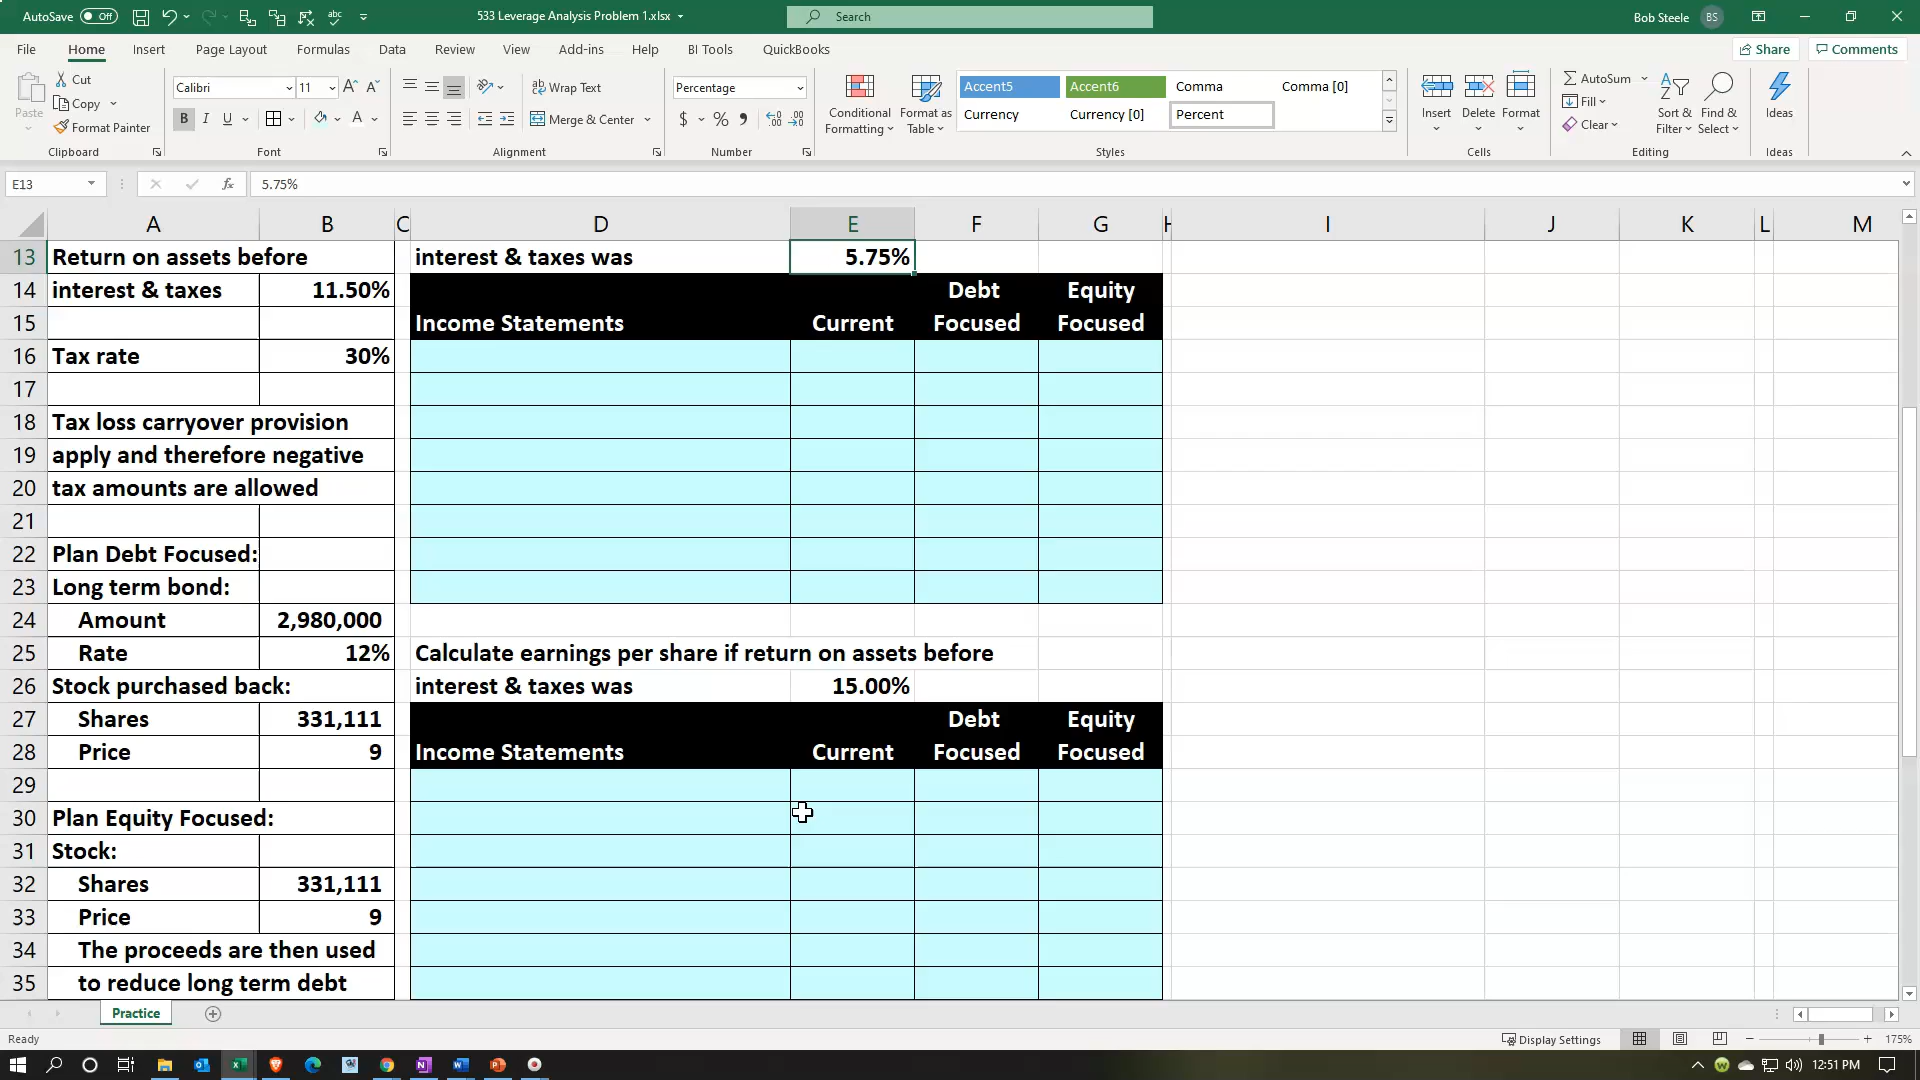 AutoSave Off abc 533 Leverage Analysis Problem 1.xlsx Search Bob Steele BS
File Home Insert Page Layout Formulas Data Review View Add-ins Help BI Tools QuickBooks Share Comments
Paste Cut Copy Format Painter Clipboard
Calibri 11 A A B I U A Font
ab Wrap Text Merge & Center Alignment
Percentage $ % Number
Conditional Formatting Format as Table
Accent5 Accent6 Comma Comma [0]
Currency Currency [0] Percent
Styles
Insert Delete Format Cells
AutoSum Fill Clear Sort & Filter Find & Select Editing
Ideas Ideas
E13 fx 5.75%
A B C D E F G H I J K L M
13 Return on assets before interest & taxes was 5.75%
14 interest & taxes 11.50% Debt Equity
15 Income Statements Current Focused Focused
16 Tax rate 30%
17
18 Tax loss carryover provision
19 apply and therefore negative
20 tax amounts are allowed
21
22 Plan Debt Focused:
23 Long term bond:
24 Amount 2,980,000
25 Rate 12% Calculate earnings per share if return on assets before
26 Stock purchased back: interest & taxes was 15.00%
27 Shares 331,111 Debt Equity
28 Price 9 Income Statements Current Focused Focused
29
30 Plan Equity Focused:
31 Stock:
32 Shares 331,111
33 Price 9
34 The proceeds are then used
35 to reduce long term debt
Practice
Ready Display Settings 175%
12:51 PM